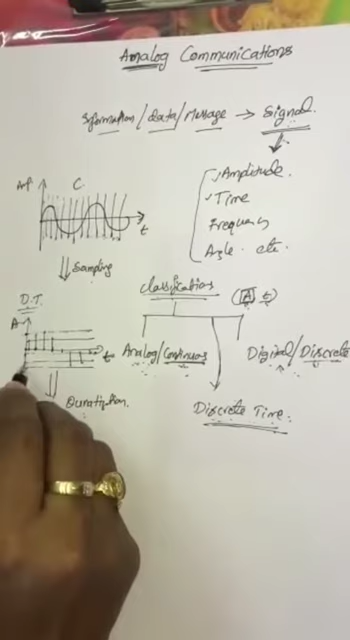 Analog Communications
Information/data/Message → Signal.
Amplitude.
Time
Frequency
Angle. etc.
A↑ C.
t
Sampling
Classifications (A, t)
D.T.
A
t
Analog/Continuous
Digital/Discrete
Quantization.
Discrete Time.